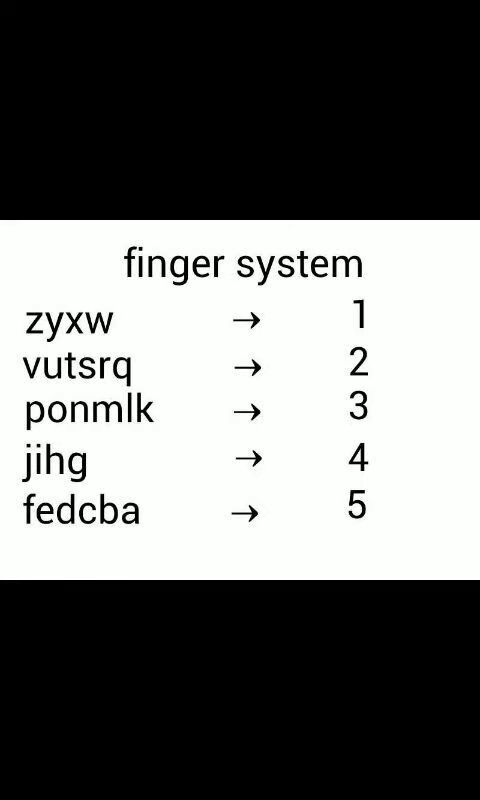 finger system
zyxw → 1
vutsrq → 2
ponmlk → 3
jihg → 4
fedcba → 5